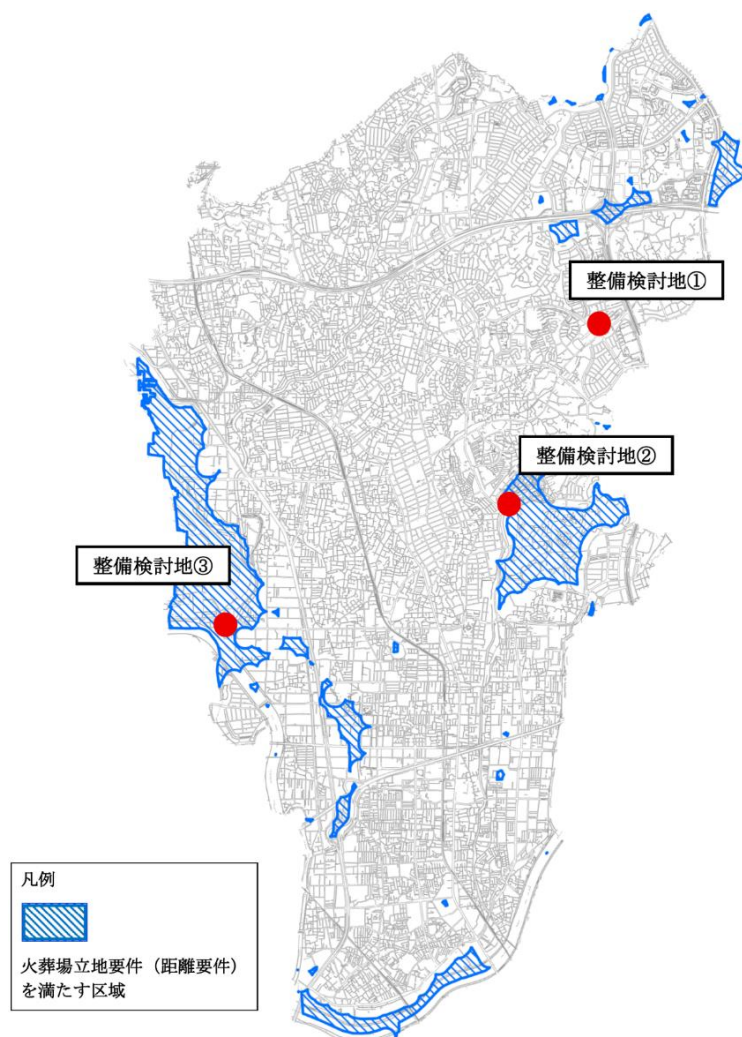 整備検討地①
整備検討地②
整備検討地③
凡例
火葬場立地要件（距離要件）
を満たす区域